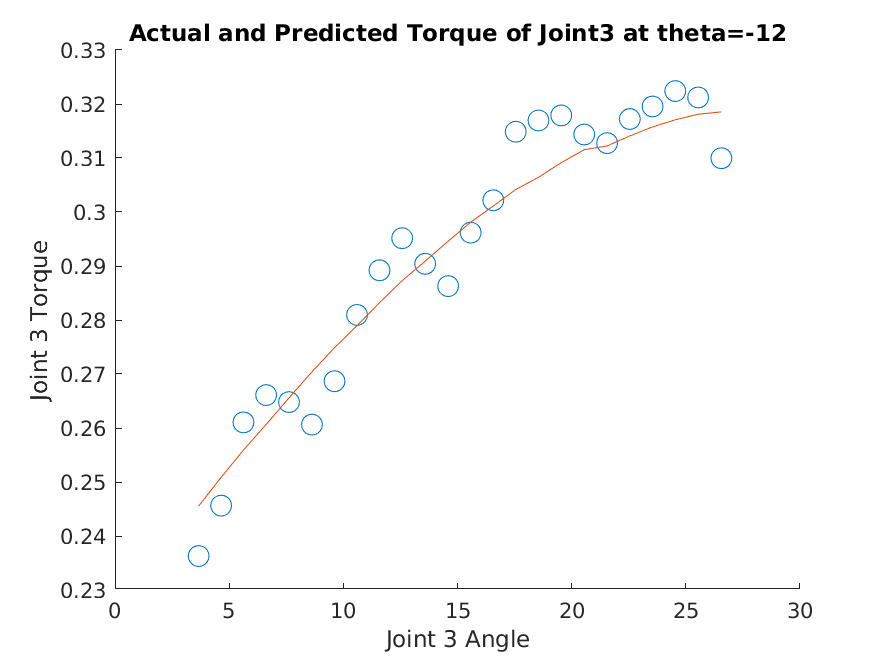 Actual and Predicted Torque of Joint3 at theta=-12
0.33
0.32
0.31
0.3
0.29
0.28
0.27
0.26
0.25
0.24
0.23
Joint 3 Torque
0 5 10 15 20 25 30
Joint 3 Angle